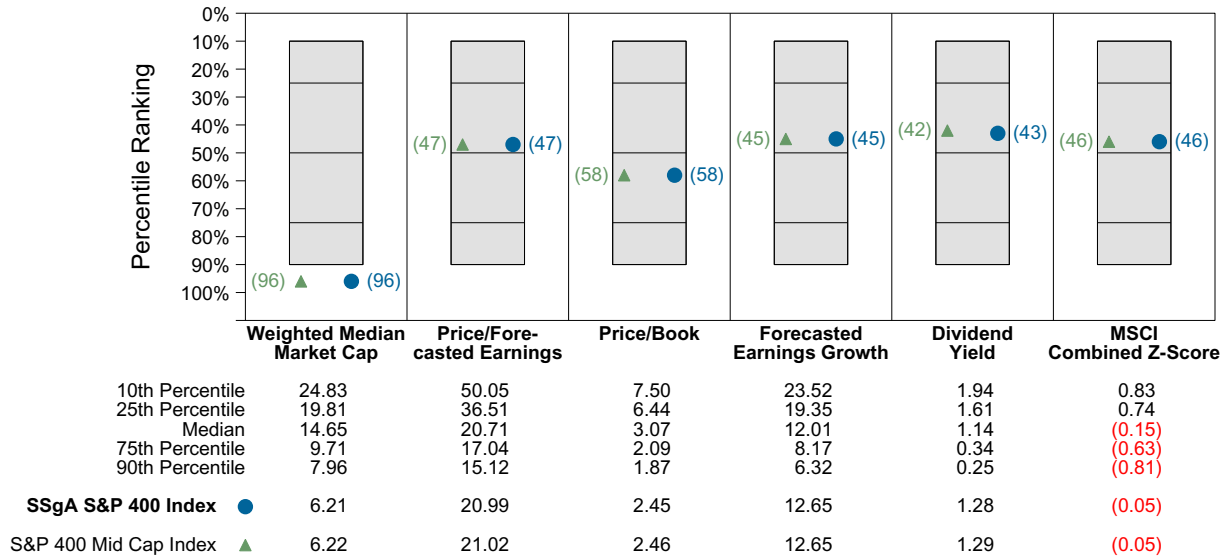 Percentile Ranking
0%
10%
20%
30%
40%
50%
60%
70%
80%
90%
100%
(96) (96)
(47) (47)
(58) (58)
(45) (45)
(42) (43)
(46) (46)
Weighted Median
Market Cap
Price/Fore-
casted Earnings
Price/Book
Forecasted
Earnings Growth
Dividend
Yield
MSCI
Combined Z-Score
10th Percentile 24.83 50.05 7.50 23.52 1.94 0.83
25th Percentile 19.81 36.51 6.44 19.35 1.61 0.74
Median 14.65 20.71 3.07 12.01 1.14 (0.15)
75th Percentile 9.71 17.04 2.09 8.17 0.34 (0.63)
90th Percentile 7.96 15.12 1.87 6.32 0.25 (0.81)
SSgA S&P 400 Index 6.21 20.99 2.45 12.65 1.28 (0.05)
S&P 400 Mid Cap Index 6.22 21.02 2.46 12.65 1.29 (0.05)